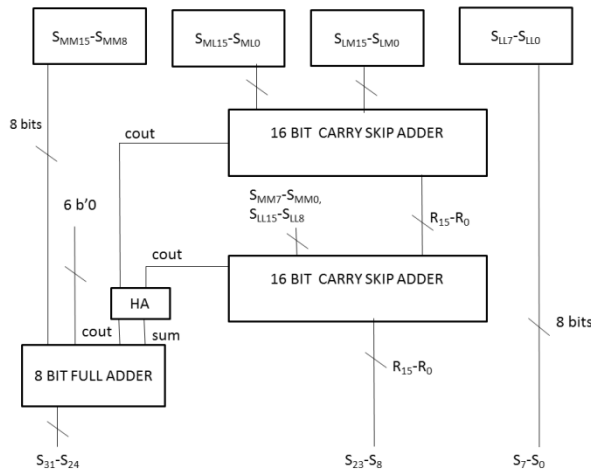 S_MM15-S_MM8
S_ML15-S_ML0
S_LM15-S_LM0
S_LL7-S_LL0
8 bits
cout
16 BIT CARRY SKIP ADDER
6 b'0
S_MM7-S_MM0,
S_LL15-S_LL8
R_15-R_0
cout
16 BIT CARRY SKIP ADDER
HA
cout
sum
8 bits
8 BIT FULL ADDER
R_15-R_0
S_31-S_24
S_23-S_8
S_7-S_0